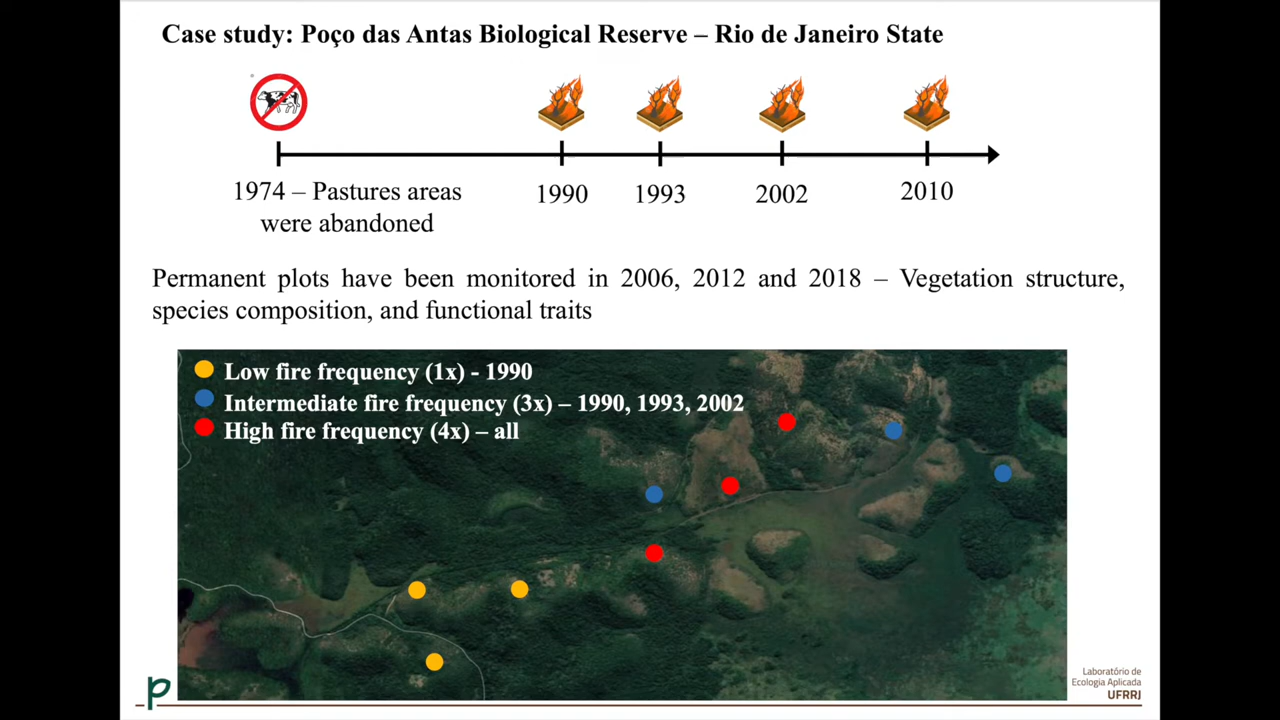 Case study: Poço das Antas Biological Reserve – Rio de Janeiro State
1974 – Pastures areas
were abandoned
1990
1993
2002
2010
Permanent plots have been monitored in 2006, 2012 and 2018 – Vegetation structure,
species composition, and functional traits
Low fire frequency (1x) - 1990
Intermediate fire frequency (3x) – 1990, 1993, 2002
High fire frequency (4x) – all
Laboratório de
Ecologia Aplicada
UFRRJ